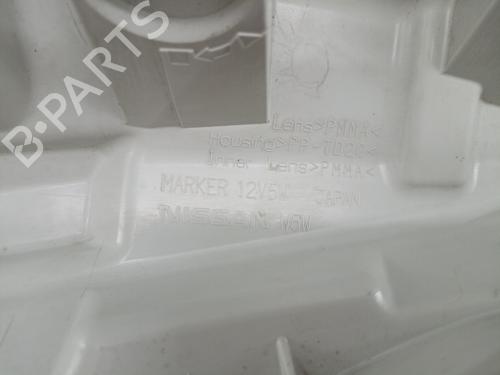 B-PARTS
Lens>PMMA<
Housing>PP-TD20<
Inner Lens>PMMA<
MARKER 12V5W JAPAN
NISSAN W5W